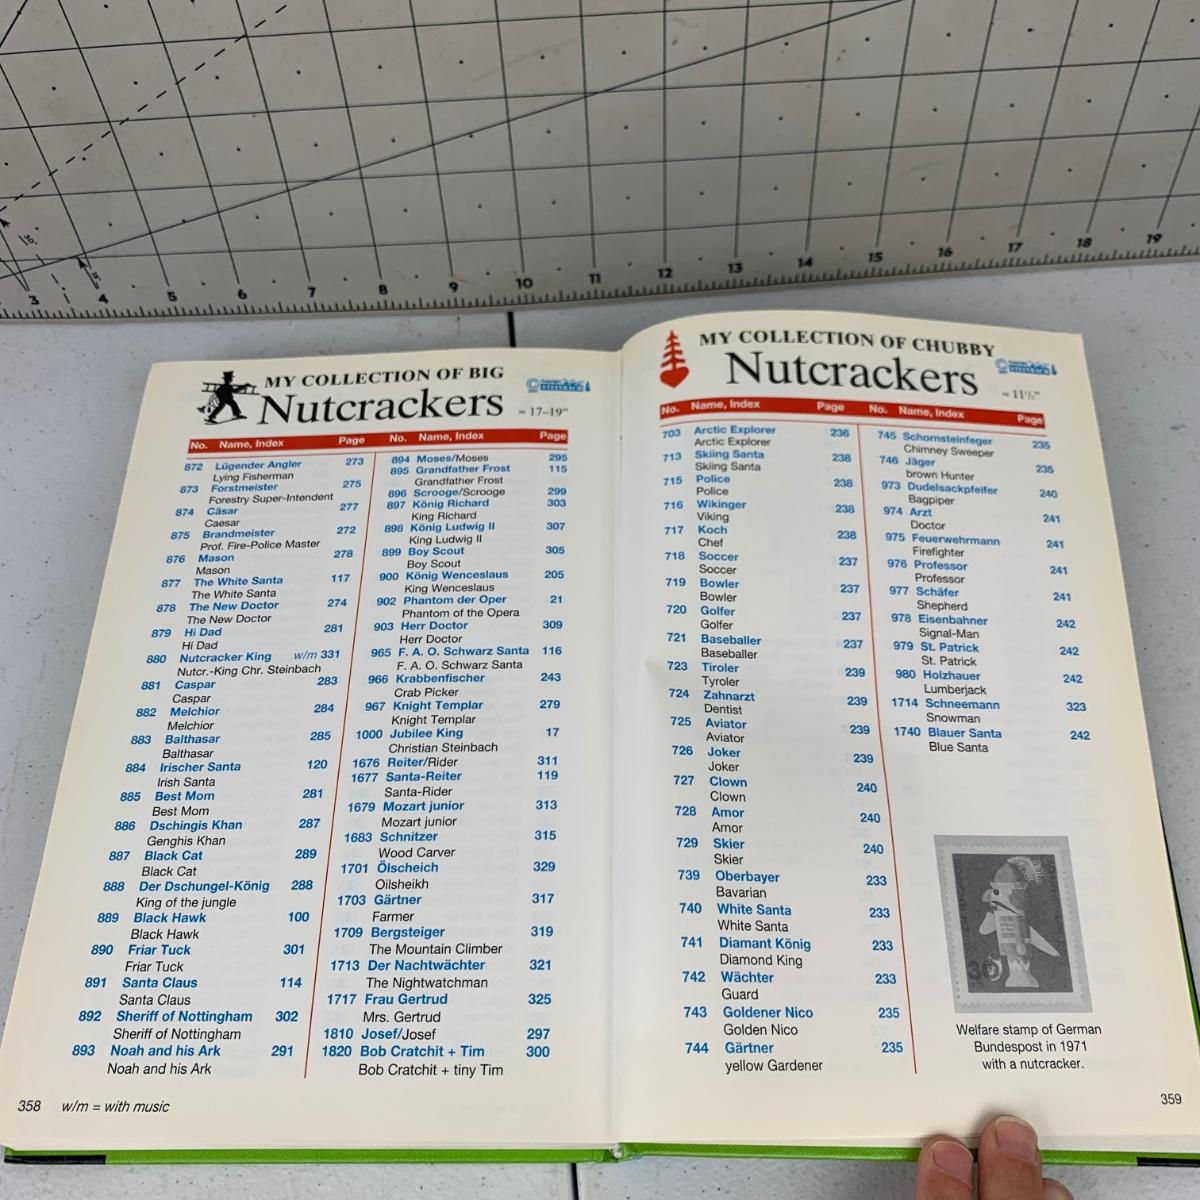 3 4 5 6 7 8 9 10 11 12 13 14 15 16 17 18 19
MY COLLECTION OF BIG
Nutcrackers ≈ 17–19"
No. Name, Index Page
872 Lügender Angler 273
Lying Fisherman
873 Forstmeister 275
Forestry Super-Intendent
874 Cäsar 277
Caesar
875 Brandmeister 272
Prof. Fire-Police Master
876 Mason 278
Mason
877 The White Santa 117
The White Santa
878 The New Doctor 274
The New Doctor
879 Hi Dad 281
Hi Dad
880 Nutcracker King w/m 331
Nutcr.-King Chr. Steinbach
881 Caspar 283
Caspar
882 Melchior 284
Melchior
883 Balthasar 285
Balthasar
884 Irischer Santa 120
Irish Santa
885 Best Mom 281
Best Mom
886 Dschingis Khan 287
Genghis Khan
887 Black Cat 289
Black Cat
888 Der Dschungel-König 288
King of the jungle
889 Black Hawk 100
Black Hawk
890 Friar Tuck 301
Friar Tuck
891 Santa Claus 114
Santa Claus
892 Sheriff of Nottingham 302
Sheriff of Nottingham
893 Noah and his Ark 291
Noah and his Ark
No. Name, Index Page
894 Moses/Moses 295
895 Grandfather Frost 115
Grandfather Frost
896 Scrooge/Scrooge 299
897 König Richard 303
King Richard
898 König Ludwig II 307
King Ludwig II
899 Boy Scout 305
Boy Scout
900 König Wenceslaus 205
King Wenceslaus
902 Phantom der Oper 21
Phantom of the Opera
903 Herr Doctor 309
Herr Doctor
965 F. A. O. Schwarz Santa 116
F. A. O. Schwarz Santa
966 Krabbenfischer 243
Crab Picker
967 Knight Templar 279
Knight Templar
1000 Jubilee King 17
Christian Steinbach
1676 Reiter/Rider 311
1677 Santa-Reiter 119
Santa-Rider
1679 Mozart junior 313
Mozart junior
1683 Schnitzer 315
Wood Carver
1701 Ölscheich 329
Oilsheikh
1703 Gärtner 317
Farmer
1709 Bergsteiger 319
The Mountain Climber
1713 Der Nachtwächter 321
The Nightwatchman
1717 Frau Gertrud 325
Mrs. Gertrud
1810 Josef/Josef 297
1820 Bob Cratchit + Tim 300
Bob Cratchit + tiny Tim
358 w/m = with music
MY COLLECTION OF CHUBBY
Nutcrackers ≈ 11½"
No. Name, Index Page
703 Arctic Explorer 236
Arctic Explorer
713 Skiing Santa 238
Skiing Santa
715 Police 238
Police
716 Wikinger 238
Viking
717 Koch 238
Chef
718 Soccer 237
Soccer
719 Bowler 237
Bowler
720 Golfer 237
Golfer
721 Baseballer 237
Baseballer
723 Tiroler 239
Tyroler
724 Zahnarzt 239
Dentist
725 Aviator 239
Aviator
726 Joker 239
Joker
727 Clown 240
Clown
728 Amor 240
Amor
729 Skier 240
Skier
739 Oberbayer 233
Bavarian
740 White Santa 233
White Santa
741 Diamant König 233
Diamond King
742 Wächter 233
Guard
743 Goldener Nico 235
Golden Nico
744 Gärtner 235
yellow Gardener
No. Name, Index Page
745 Schornsteinfeger 235
Chimney Sweeper
746 Jäger 235
brown Hunter
973 Dudelsackpfeifer 240
Bagpiper
974 Arzt 241
Doctor
975 Feuerwehrmann 241
Firefighter
976 Professor 241
Professor
977 Schäfer 241
Shepherd
978 Eisenbahner 242
Signal-Man
979 St. Patrick 242
St. Patrick
980 Holzhauer 242
Lumberjack
1714 Schneemann 323
Snowman
1740 Blauer Santa 242
Blue Santa
Welfare stamp of German
Bundespost in 1971
with a nutcracker.
359